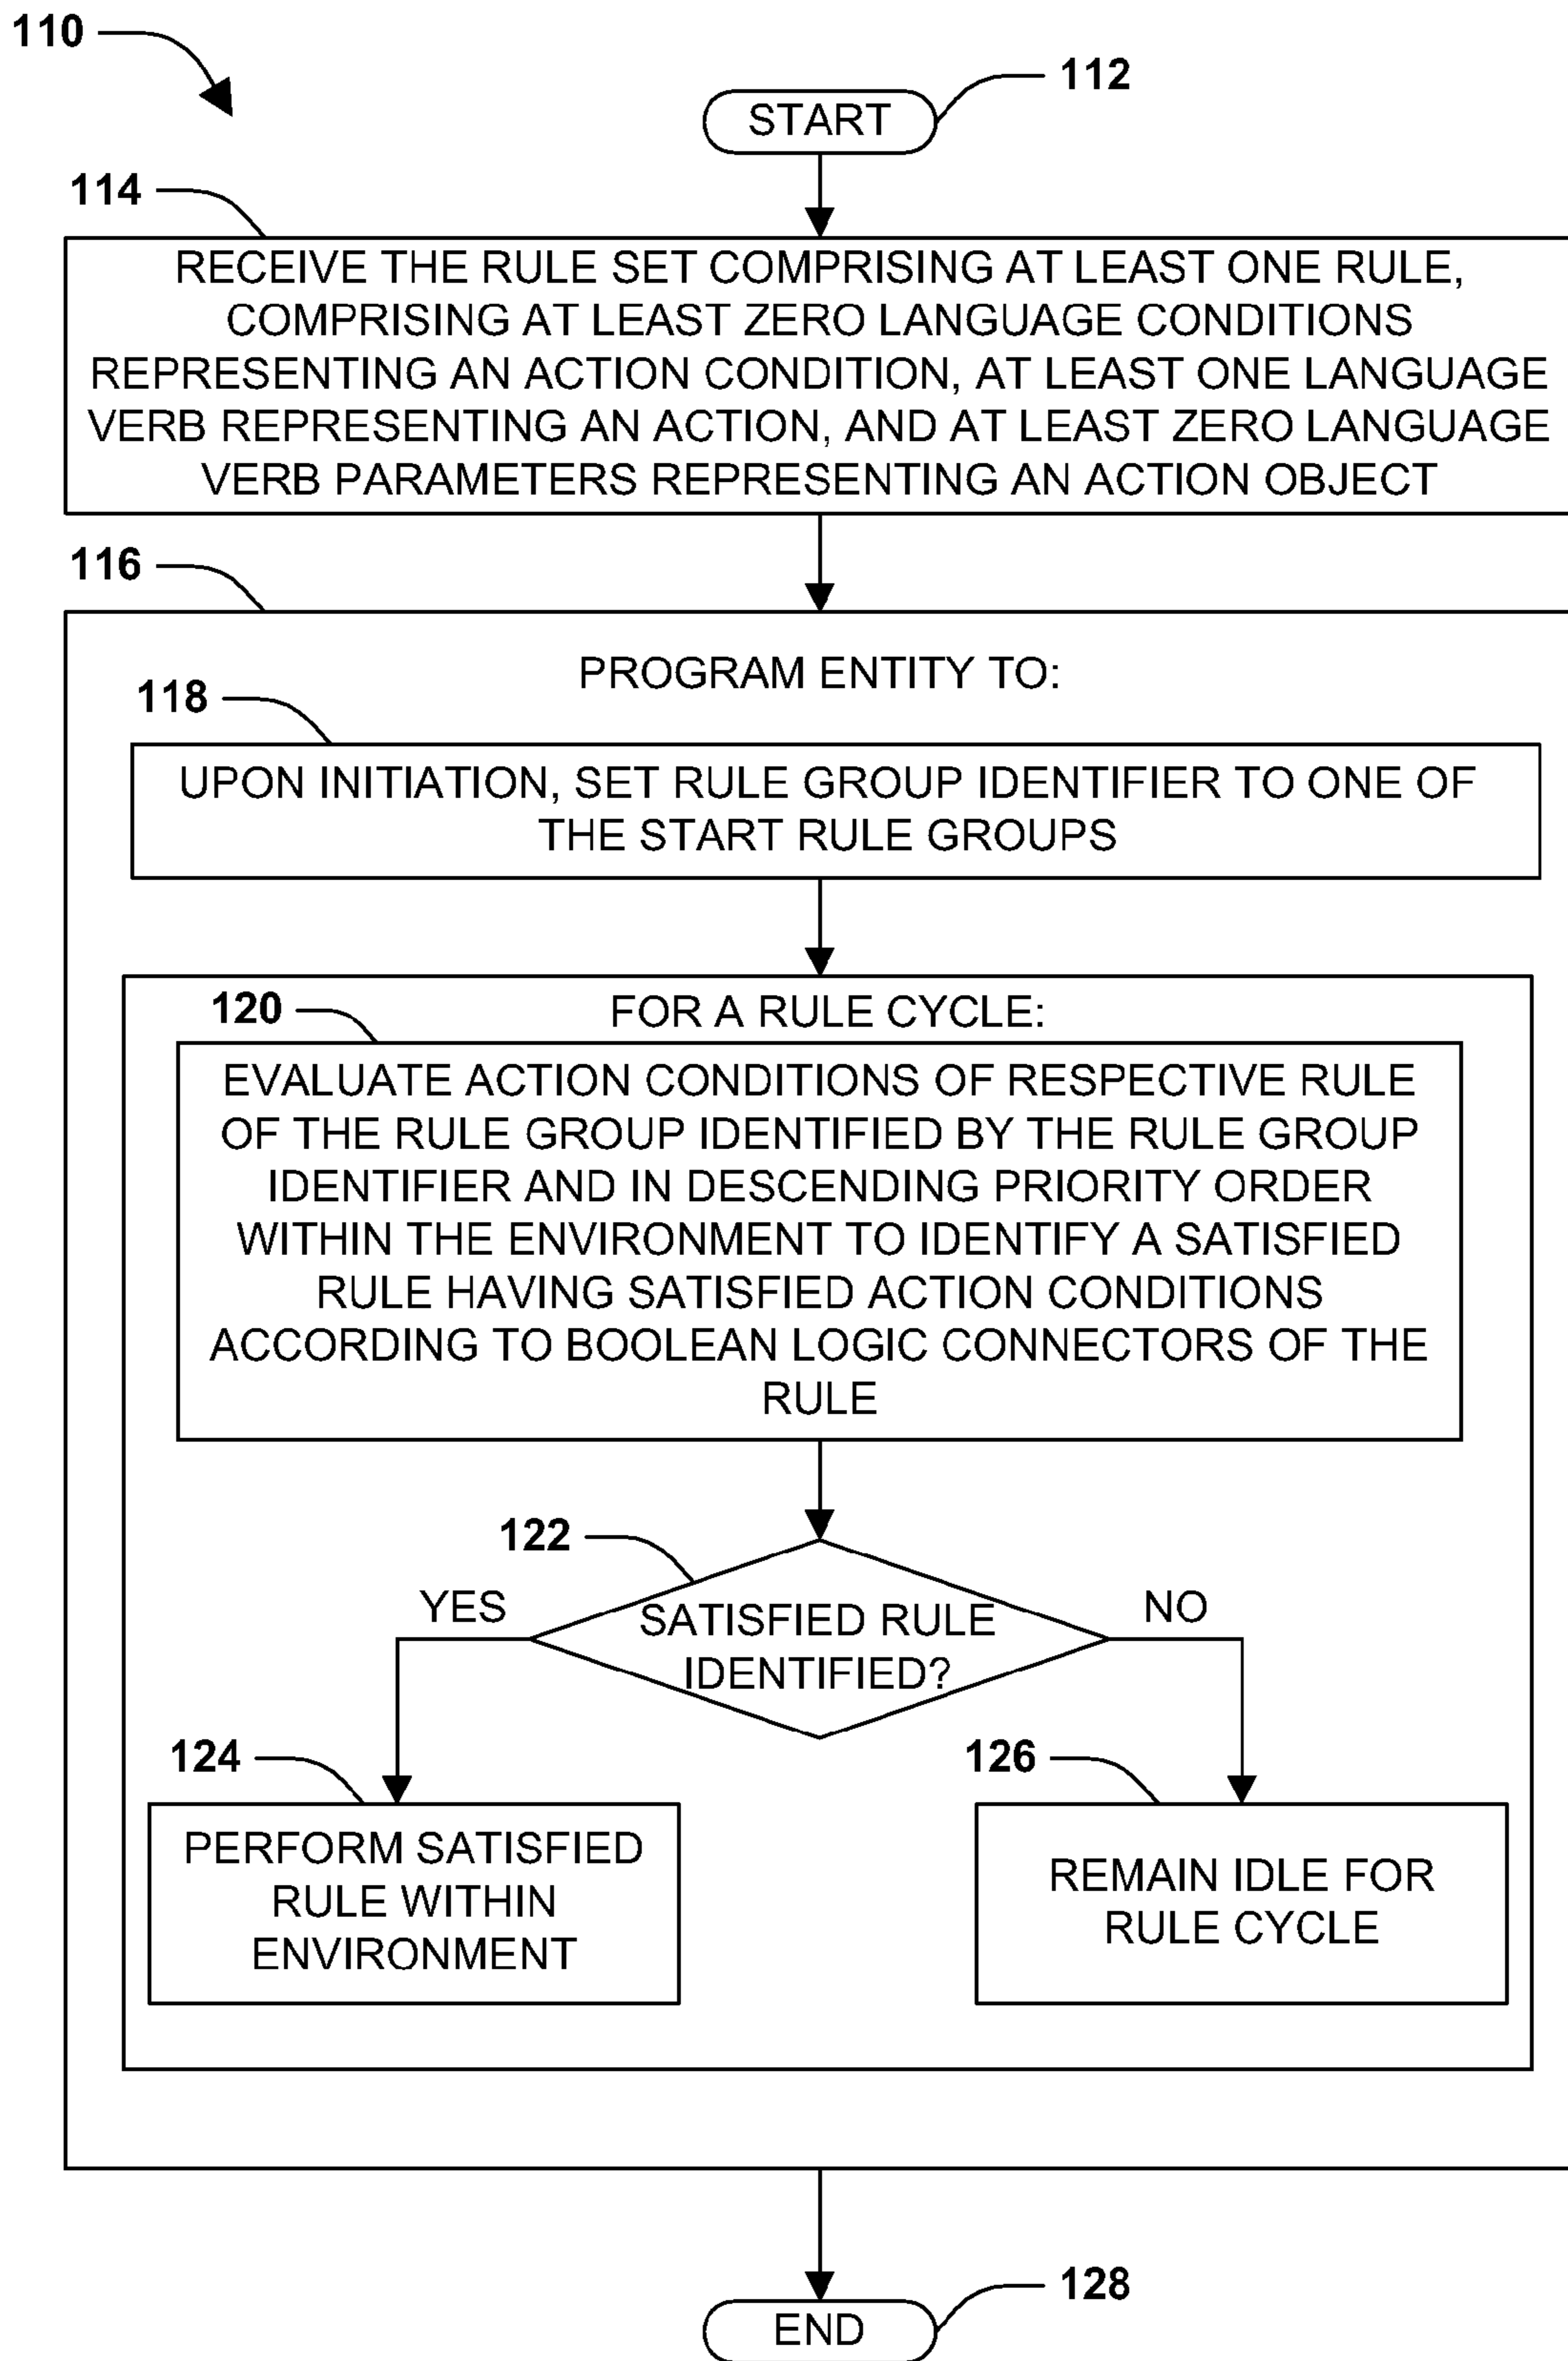 110
112
START
114
RECEIVE THE RULE SET COMPRISING AT LEAST ONE RULE,
COMPRISING AT LEAST ZERO LANGUAGE CONDITIONS
REPRESENTING AN ACTION CONDITION, AT LEAST ONE LANGUAGE
VERB REPRESENTING AN ACTION, AND AT LEAST ZERO LANGUAGE
VERB PARAMETERS REPRESENTING AN ACTION OBJECT
116
PROGRAM ENTITY TO:
118
UPON INITIATION, SET RULE GROUP IDENTIFIER TO ONE OF
THE START RULE GROUPS
120
FOR A RULE CYCLE:
EVALUATE ACTION CONDITIONS OF RESPECTIVE RULE
OF THE RULE GROUP IDENTIFIED BY THE RULE GROUP
IDENTIFIER AND IN DESCENDING PRIORITY ORDER
WITHIN THE ENVIRONMENT TO IDENTIFY A SATISFIED
RULE HAVING SATISFIED ACTION CONDITIONS
ACCORDING TO BOOLEAN LOGIC CONNECTORS OF THE
RULE
122
YES
SATISFIED RULE
IDENTIFIED?
NO
124
PERFORM SATISFIED
RULE WITHIN
ENVIRONMENT
126
REMAIN IDLE FOR
RULE CYCLE
128
END